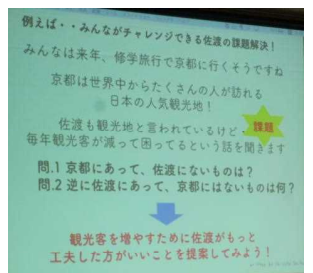 例えば・・みんながチャレンジできる佐渡の課題解決！
みんなは来年、修学旅行で京都に行くそうですね
京都は世界中からたくさんの人が訪れる
日本の人気観光地！
佐渡も観光地と言われているけど
課題
毎年観光客が減って困ってるという話を聞きます
問.1 京都にあって、佐渡にないものは？
問.2 逆に佐渡にあって、京都にはないものは何？
観光客を増やすために佐渡がもっと
工夫した方がいいことを提案してみよう！